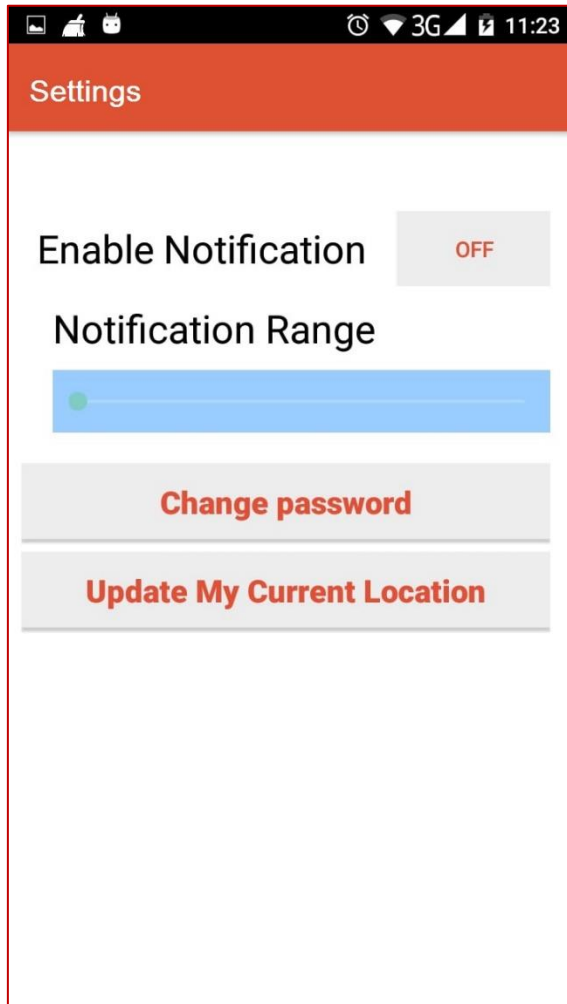 3G 11:23
Settings
Enable Notification OFF
Notification Range
Change password
Update My Current Location